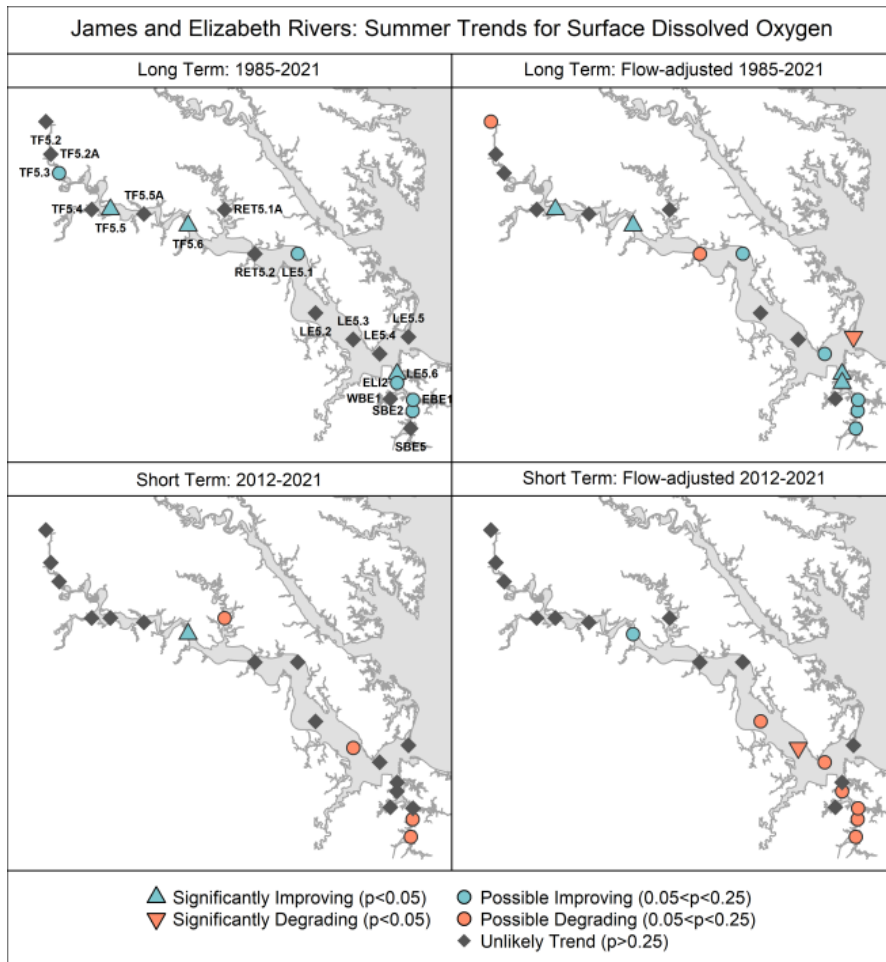 James and Elizabeth Rivers: Summer Trends for Surface Dissolved Oxygen
Long Term: 1985-2021
Long Term: Flow-adjusted 1985-2021
TF5.2
TF5.2A
TF5.3
TF5.5A
TF5.4
TF5.5
RET5.1A
TF5.6
RET5.2
LE5.1
LE5.2
LE5.3
LE5.5
LE5.4
LE5.6
ELI2
WBE1
EBE1
SBE2
SBE5
Short Term: 2012-2021
Short Term: Flow-adjusted 2012-2021
Significantly Improving (p<0.05)
Possible Improving (0.05<p<0.25)
Significantly Degrading (p<0.05)
Possible Degrading (0.05<p<0.25)
Unlikely Trend (p>0.25)